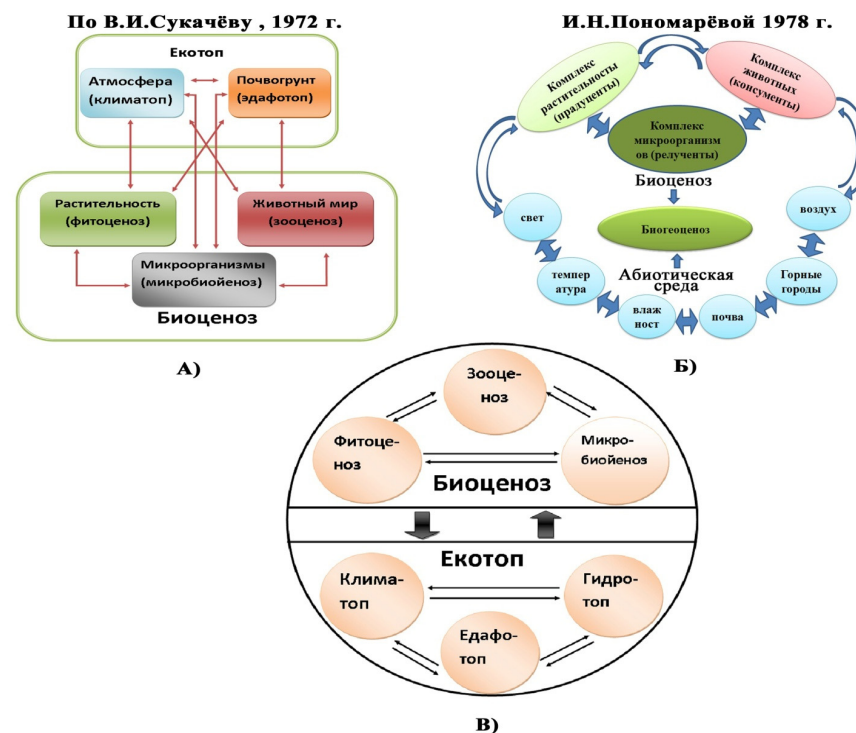 По В.И.Сукачёву , 1972 г.
Екотоп
Атмосфера
(климатоп)
Почвогрунт
(эдафотоп)
Растительность
(фитоценоз)
Животный мир
(зооценоз)
Микроорганизмы
(микробиойеноз)
Биоценоз
А)
И.Н.Пономарёвой 1978 г.
Комплекс
растительности
(прадуценты)
Комплекс
животных
(консументы)
Комплекс
микроорганизм
ов (релученты)
Биоценоз
свет
воздух
Биогеоценоз
Абиотическая
среда
темпер
атура
Горные
городы
влаж
ност
почва
Б)
Зооце-
ноз
Фитоце-
ноз
Микро-
биойеноз
Биоценоз
Екотоп
Клима-
топ
Гидро-
топ
Едафо-
топ
В)